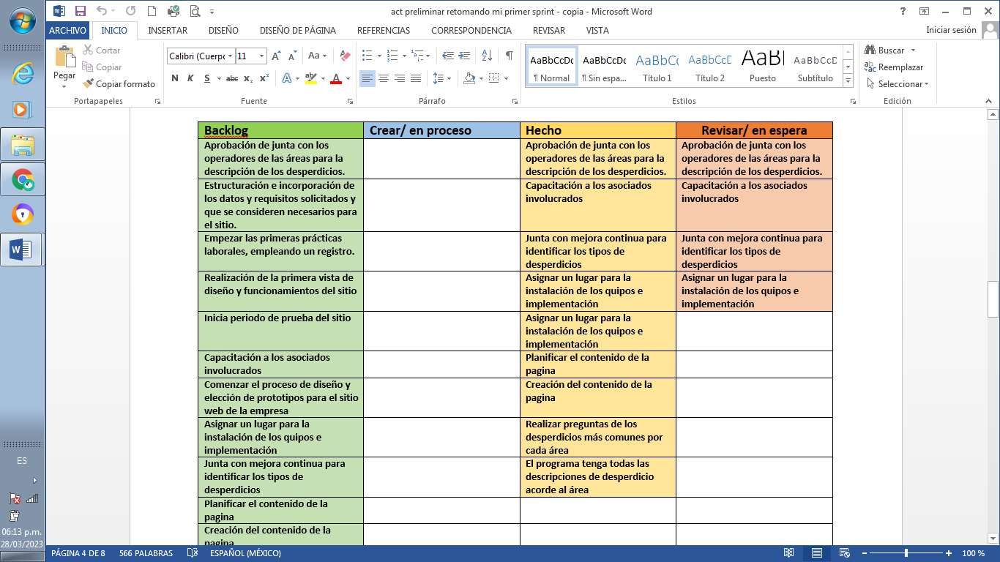 act preliminar retomando mi primer sprint - copia - Microsoft Word
ARCHIVO INICIO INSERTAR DISEÑO DISEÑO DE PÁGINA REFERENCIAS CORRESPONDENCIA REVISAR VISTA Iniciar sesión
Pegar
Cortar
Copiar
Copiar formato
Portapapeles
Calibri (Cuerpo 11
Aa
N K S abc x₂ x²
Fuente
Párrafo
AaBbCcDc AaBbCcDc AaBbC AaBbCcD AaB AaBbCcD
¶ Normal ¶ Sin espa... Título 1 Título 2 Puesto Subtítulo
Estilos
Buscar
Reemplazar
Seleccionar
Edición
Backlog
Crear/ en proceso
Hecho
Revisar/ en espera
Aprobación de junta con los
operadores de las áreas para la
descripción de los desperdicios.
Aprobación de junta con los
operadores de las áreas para la
descripción de los desperdicios.
Aprobación de junta con los
operadores de las áreas para la
descripción de los desperdicios.
Estructuración e incorporación de
los datos y requisitos solicitados y
que se consideren necesarios para
el sitio.
Capacitación a los asociados
involucrados
Capacitación a los asociados
involucrados
Empezar las primeras prácticas
laborales, empleando un registro.
Junta con mejora continua para
identificar los tipos de
desperdicios
Junta con mejora continua para
identificar los tipos de
desperdicios
Realización de la primera vista de
diseño y funcionamientos del sitio
Asignar un lugar para la
instalación de los quipos e
implementación
Asignar un lugar para la
instalación de los quipos e
implementación
Inicia periodo de prueba del sitio
Asignar un lugar para la
instalación de los quipos e
implementación
Capacitación a los asociados
involucrados
Planificar el contenido de la
pagina
Comenzar el proceso de diseño y
elección de prototipos para el sitio
web de la empresa
Creación del contenido de la
pagina
Asignar un lugar para la
instalación de los quipos e
implementación
Realizar preguntas de los
desperdicios más comunes por
cada área
Junta con mejora continua para
identificar los tipos de
desperdicios
El programa tenga todas las
descripciones de desperdicio
acorde al área
Planificar el contenido de la
pagina
Creación del contenido de la
pagina
ES
06:13 p.m.
28/03/2023
PÁGINA 4 DE 8 566 PALABRAS ESPAÑOL (MÉXICO) 100 %